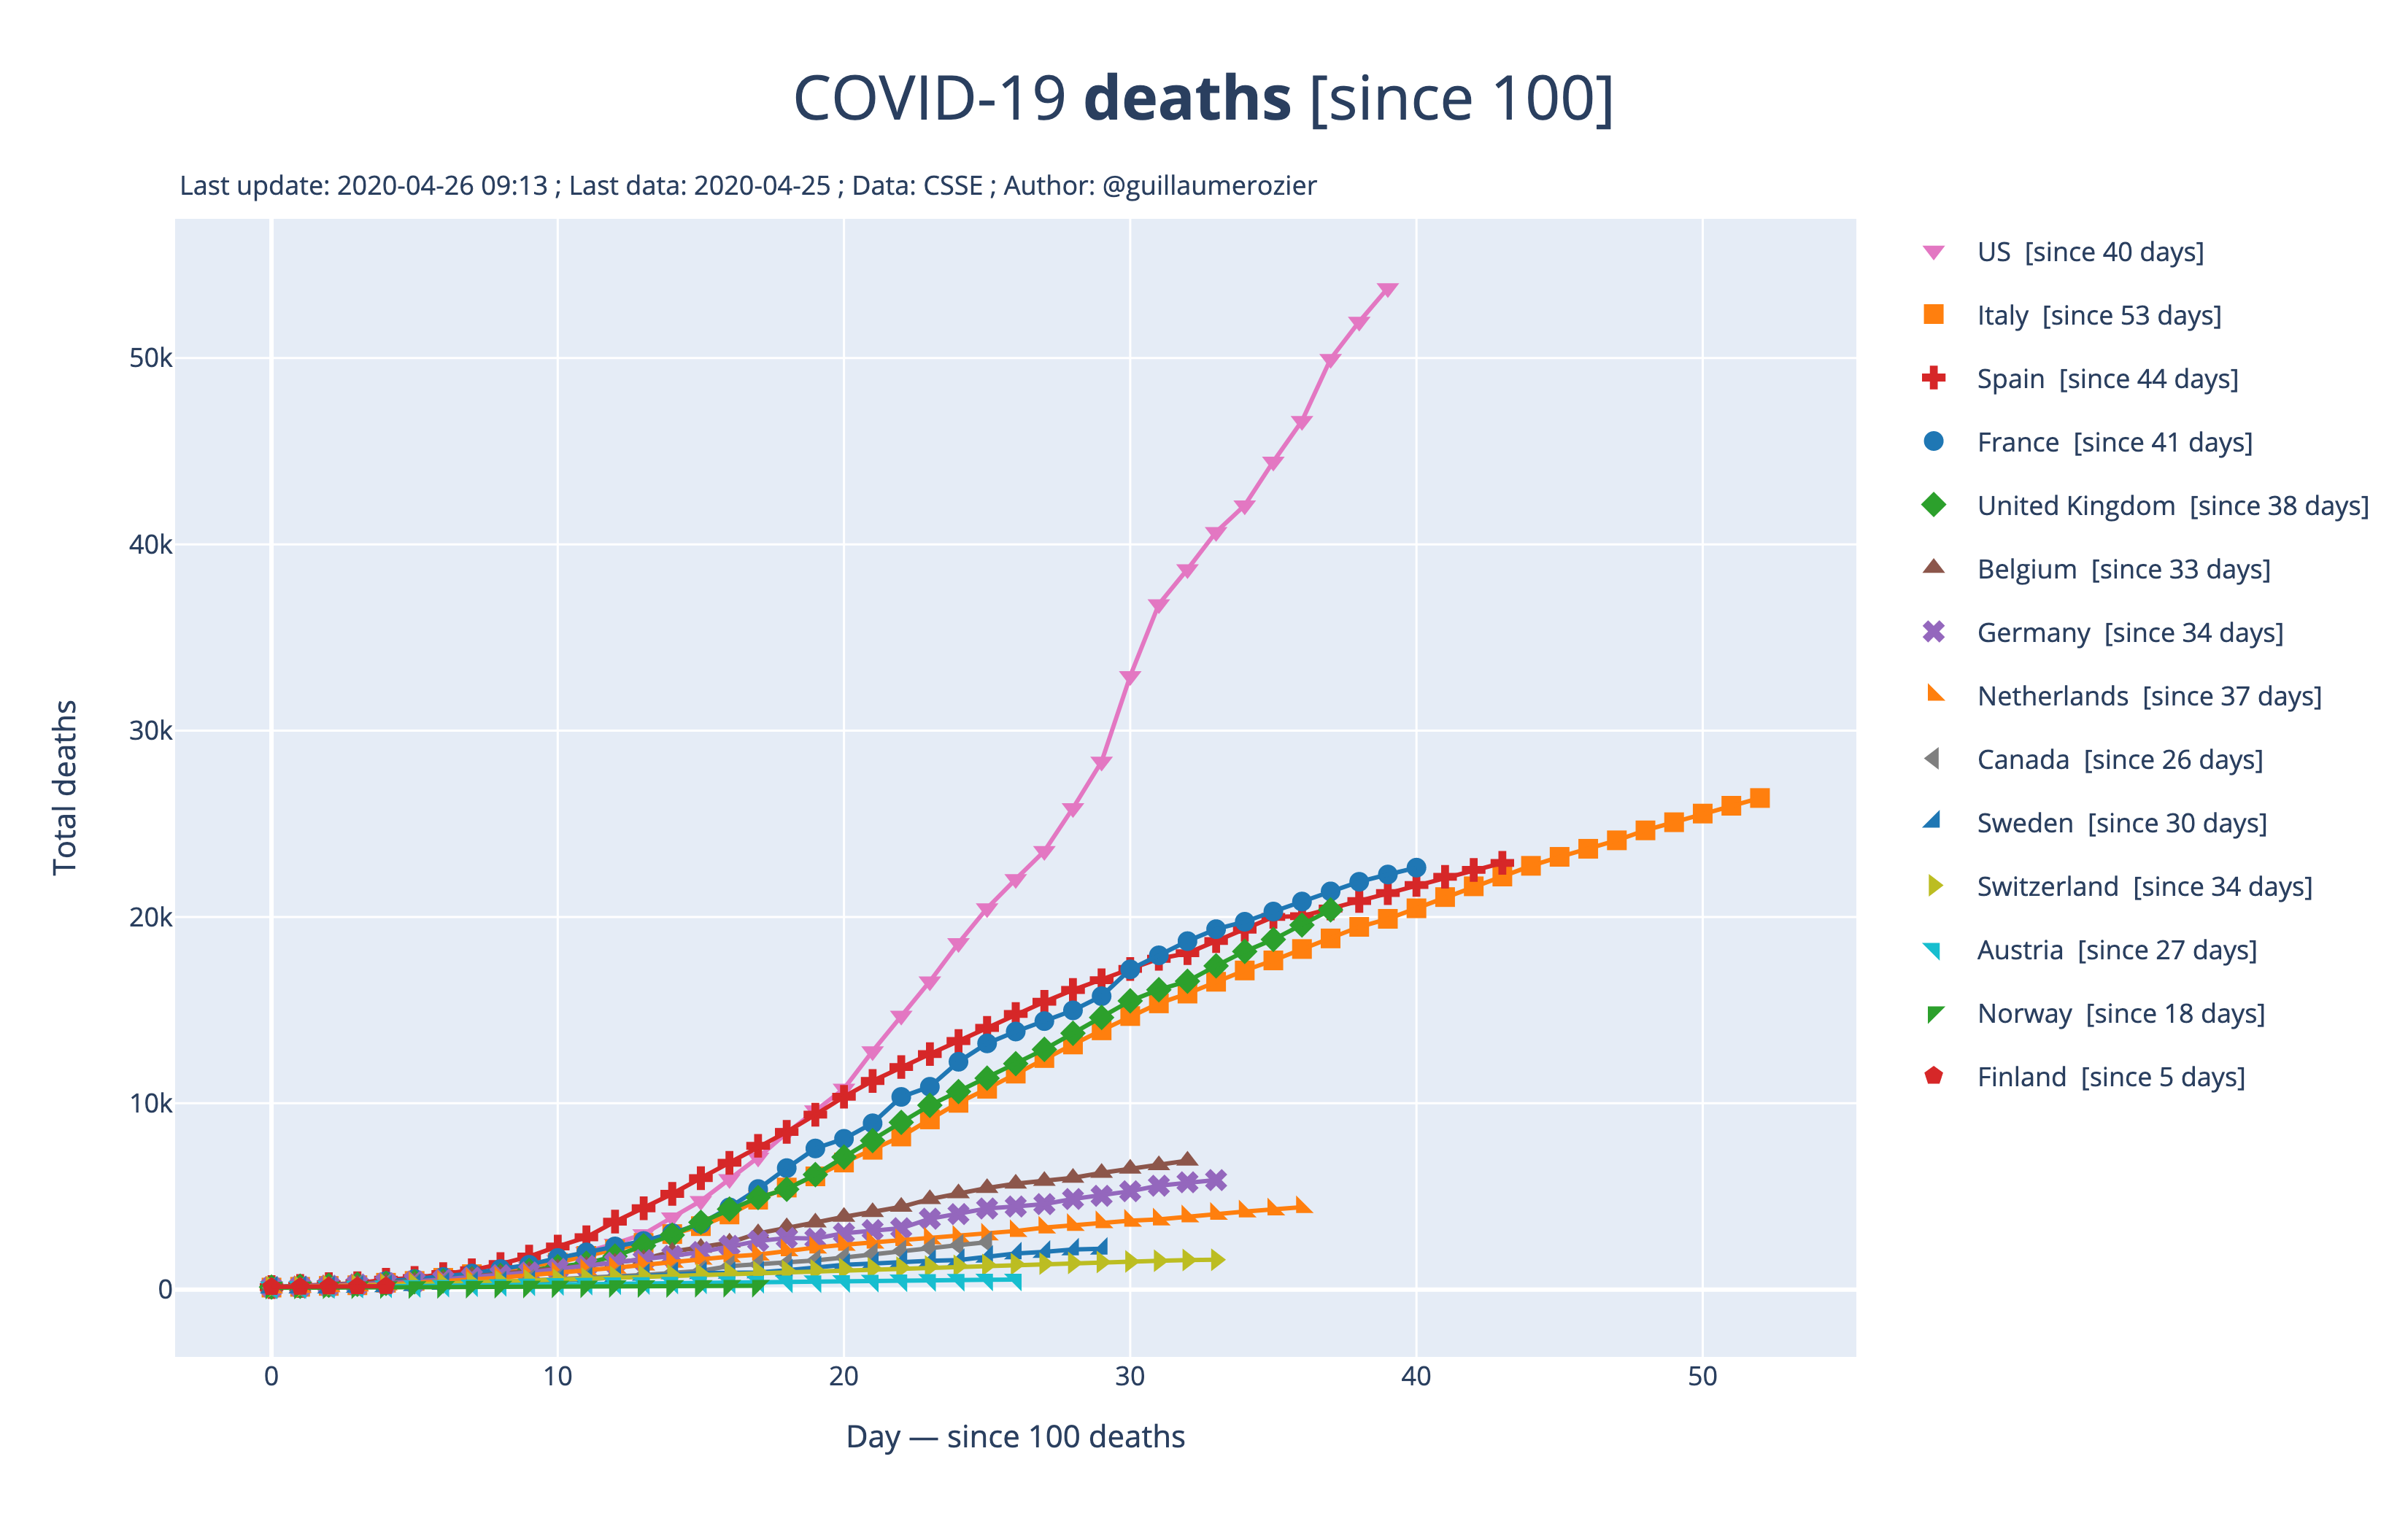 COVID-19 deaths [since 100]
Last update: 2020-04-26 09:13 ; Last data: 2020-04-25 ; Data: CSSE ; Author: @guillaumerozier
US [since 40 days]
Italy [since 53 days]
Spain [since 44 days]
France [since 41 days]
United Kingdom [since 38 days]
Belgium [since 33 days]
Germany [since 34 days]
Netherlands [since 37 days]
Canada [since 26 days]
Sweden [since 30 days]
Switzerland [since 34 days]
Austria [since 27 days]
Norway [since 18 days]
Finland [since 5 days]
Total deaths
50k
40k
30k
20k
10k
0
0 10 20 30 40 50
Day — since 100 deaths